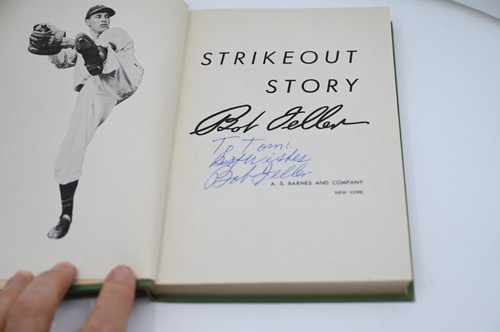 STRIKEOUT
STORY
Bob Feller
To Tom:
Best Wishes
Bob Feller
A. S. BARNES AND COMPANY
NEW YORK